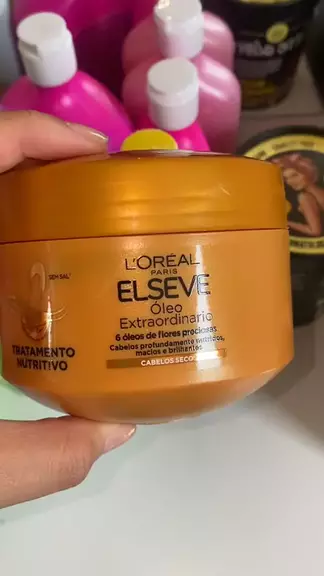 L'ORÉAL
PARIS
ELSEVE
Óleo
Extraordinário
6 óleos de flores preciosas
Cabelos profundamente nutridos,
macios e brilhantes
CABELOS SECOS
SEM SAL*
TRATAMENTO
NUTRITIVO